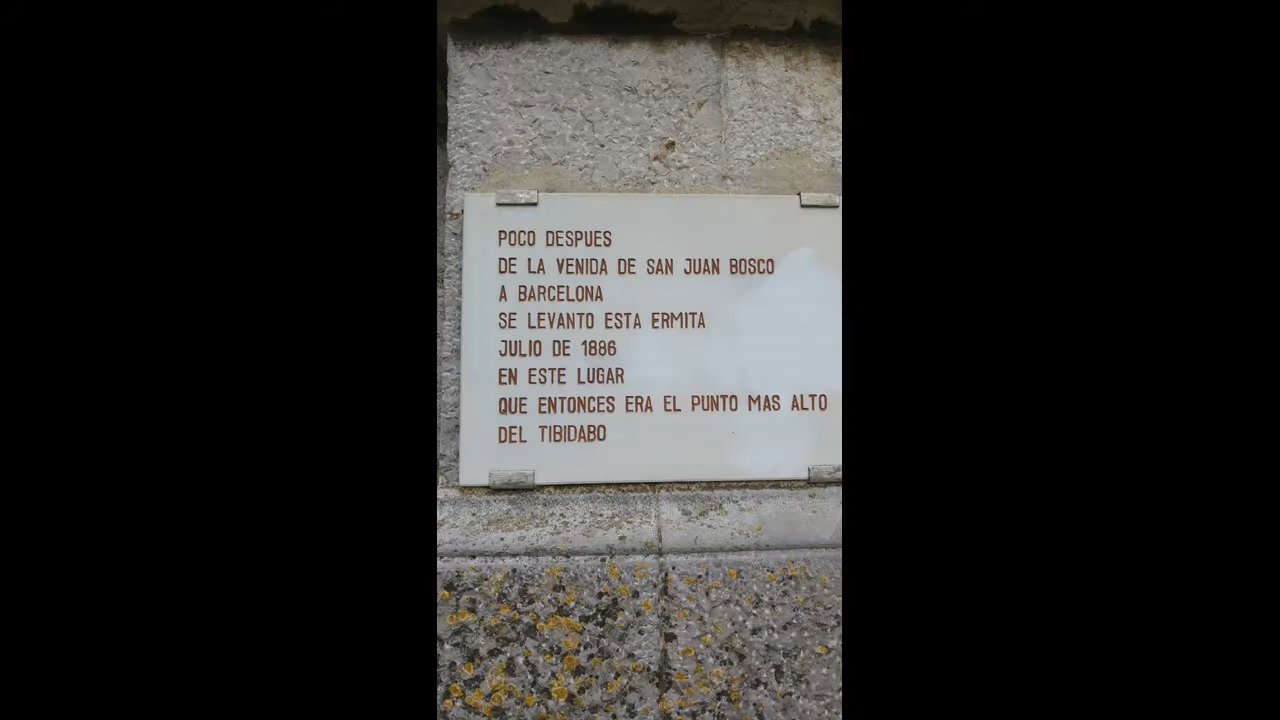 POCO DESPUES
DE LA VENIDA DE SAN JUAN BOSCO
A BARCELONA
SE LEVANTO ESTA ERMITA
JULIO DE 1886
EN ESTE LUGAR
QUE ENTONCES ERA EL PUNTO MAS ALTO
DEL TIBIDABO